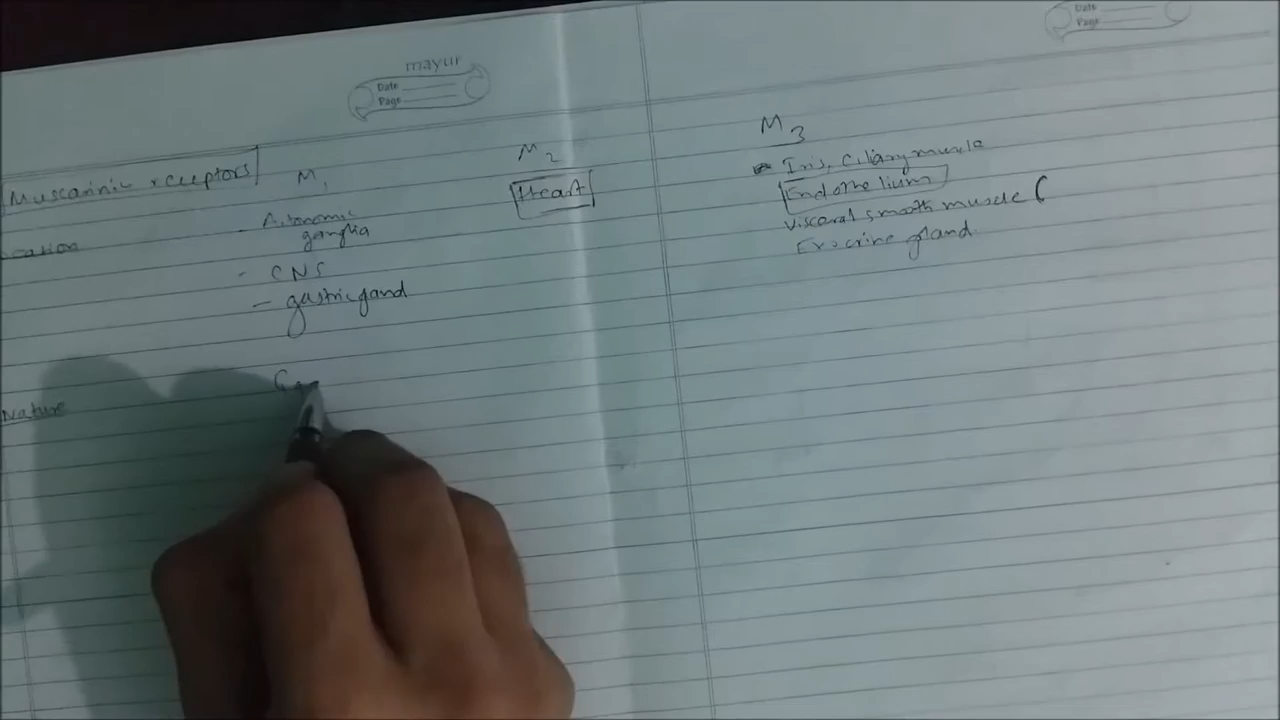 mayur
Date
Page
Date
Page
Muscarinic receptors
M1
M2
M3
Heart
Iris, Ciliary muscle
Endothelium
Visceral smooth muscle (
Exocrine gland
- Autonomic
ganglia
- CNS
- gastric gland
Nature